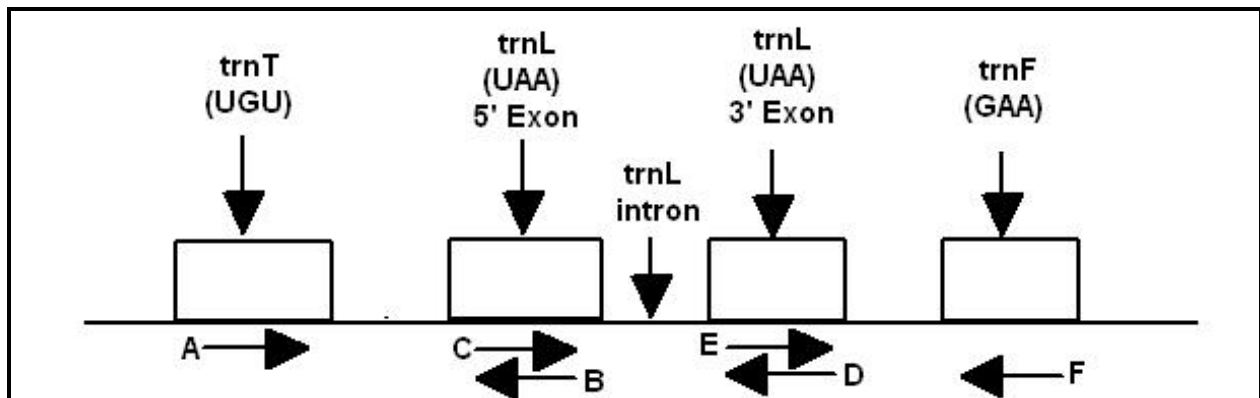 trnT
(UGU)
trnL
(UAA)
5' Exon
trnL
intron
trnL
(UAA)
3' Exon
trnF
(GAA)
A
C
B
E
D
F